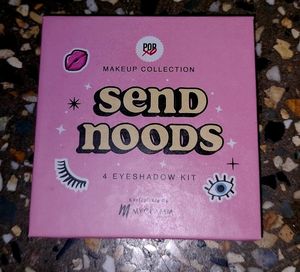 POP
MAKEUP COLLECTION
send
noods
4 EYESHADOW KIT